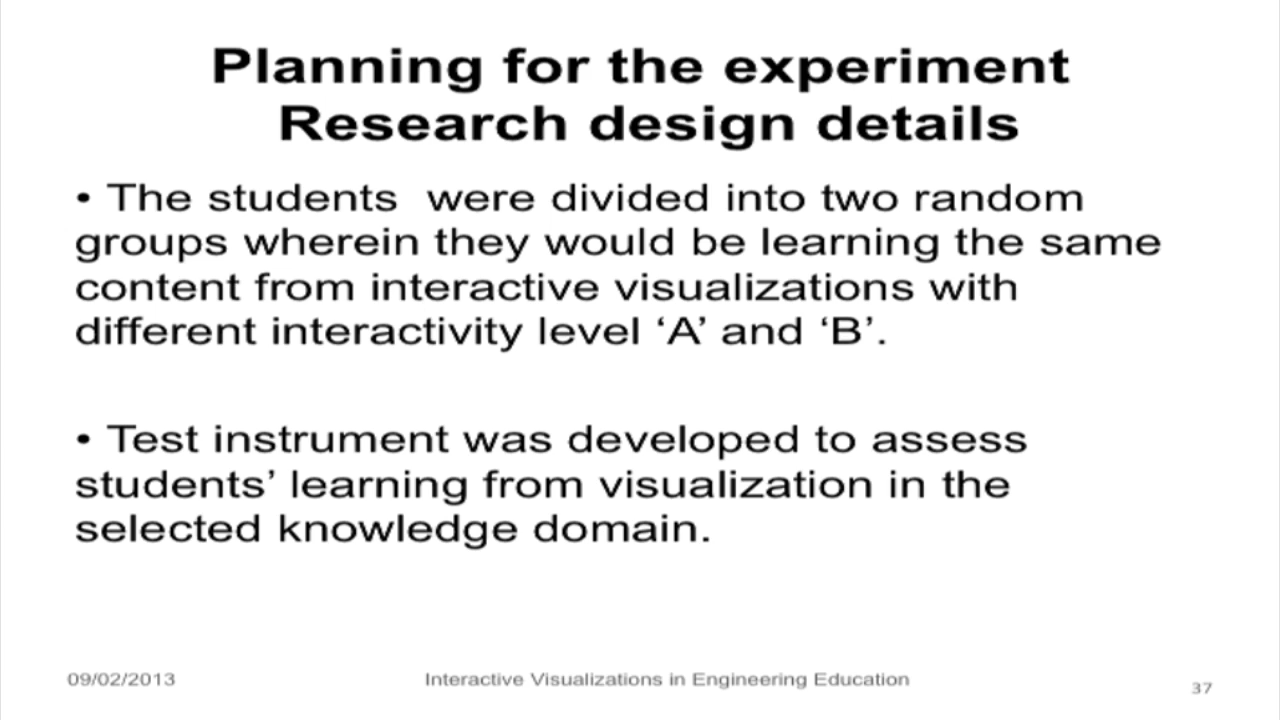 Planning for the experiment
Research design details
• The students  were divided into two random
groups wherein they would be learning the same
content from interactive visualizations with
different interactivity level ‘A’ and ‘B’.
• Test instrument was developed to assess
students’ learning from visualization in the
selected knowledge domain.
09/02/2013
Interactive Visualizations in Engineering Education
37